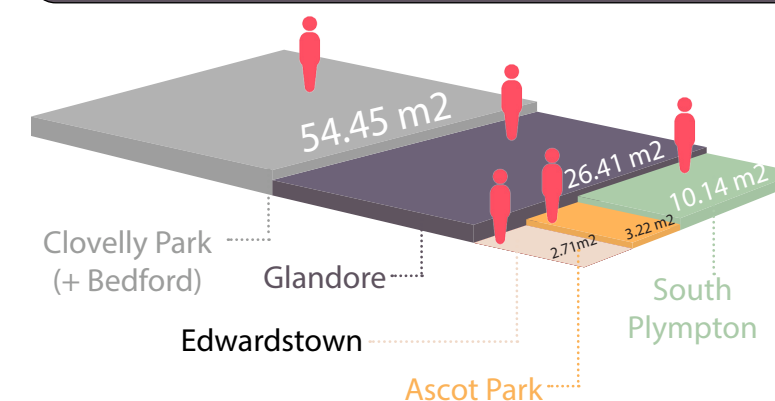 54.45 m2
26.41 m2
10.14 m2
3.22 m2
2.71m2
Clovelly Park
(+ Bedford)
Glandore
Edwardstown
Ascot Park
South
Plympton